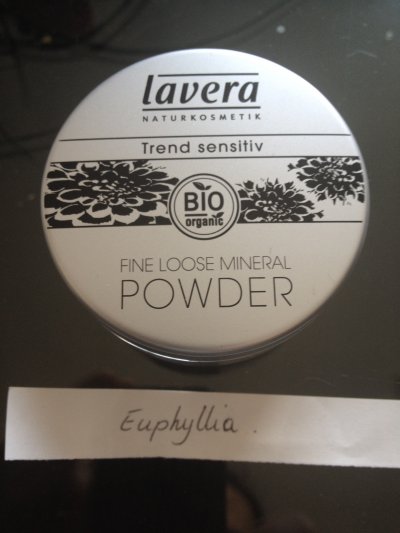 lavera
NATURKOSMETIK
Trend sensitiv
BIO
organic
FINE LOOSE MINERAL
POWDER
Euphyllia.